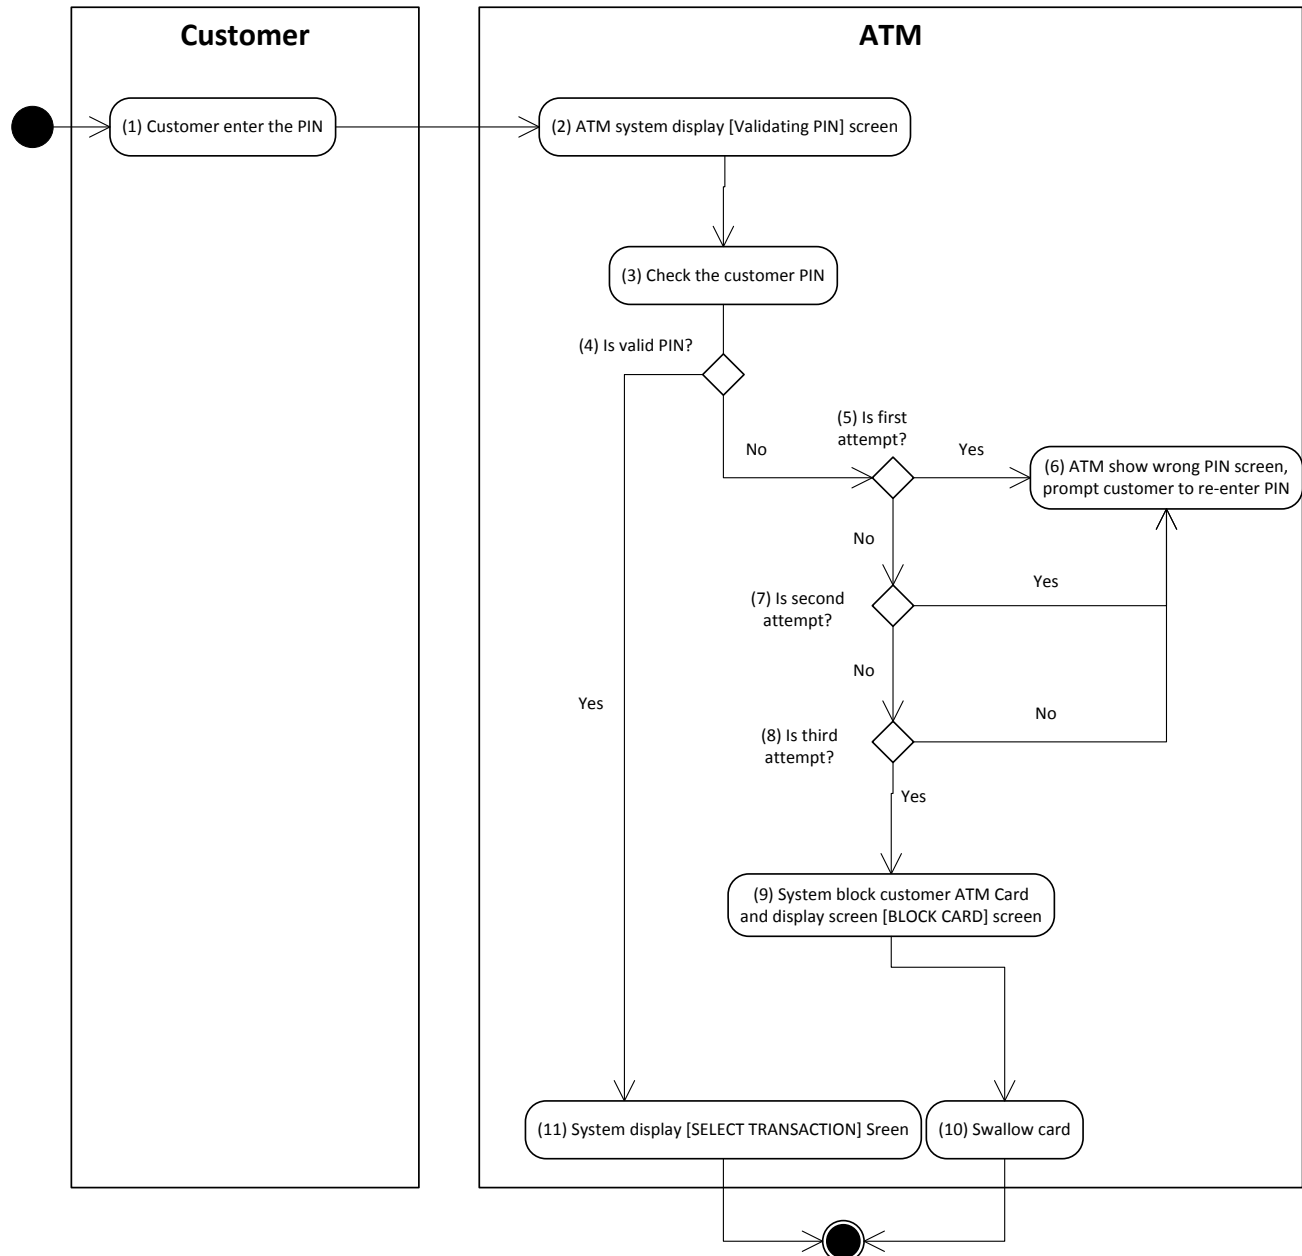 Customer
ATM
(1) Customer enter the PIN
(2) ATM system display [Validating PIN] screen
(3) Check the customer PIN
(4) Is valid PIN?
(5) Is first
attempt?
No
Yes
(6) ATM show wrong PIN screen,
prompt customer to re-enter PIN
No
(7) Is second
attempt?
Yes
No
Yes
(8) Is third
attempt?
No
Yes
(9) System block customer ATM Card
and display screen [BLOCK CARD] screen
(11) System display [SELECT TRANSACTION] Sreen
(10) Swallow card